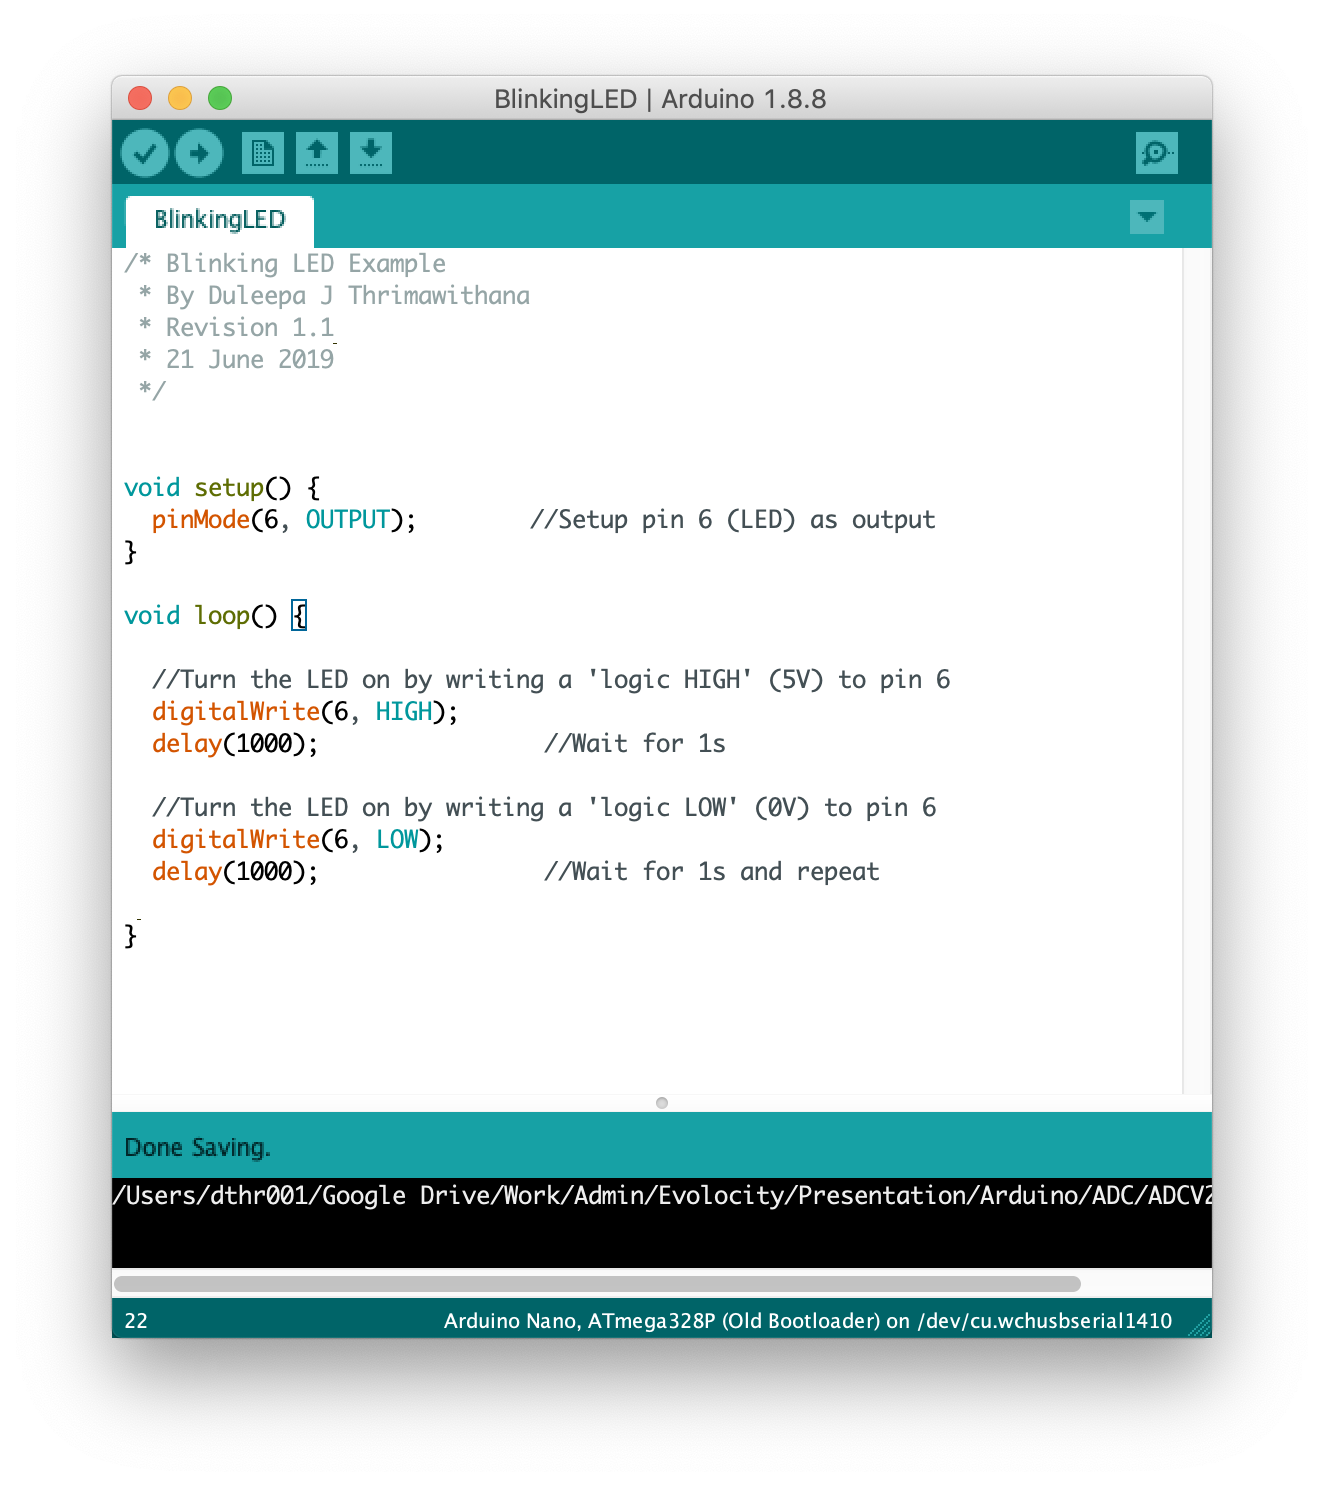 BlinkingLED | Arduino 1.8.8
BlinkingLED
/* Blinking LED Example
 * By Duleepa J Thrimawithana
 * Revision 1.1
 * 21 June 2019
 */
void setup() {
  pinMode(6, OUTPUT);        //Setup pin 6 (LED) as output
}
void loop() {
  //Turn the LED on by writing a 'logic HIGH' (5V) to pin 6
  digitalWrite(6, HIGH);
  delay(1000);                //Wait for 1s
  //Turn the LED on by writing a 'logic LOW' (0V) to pin 6
  digitalWrite(6, LOW);
  delay(1000);                //Wait for 1s and repeat
}
Done Saving.
/Users/dthr001/Google Drive/Work/Admin/Evolocity/Presentation/Arduino/ADC/ADCV2
22 Arduino Nano, ATmega328P (Old Bootloader) on /dev/cu.wchusbserial1410